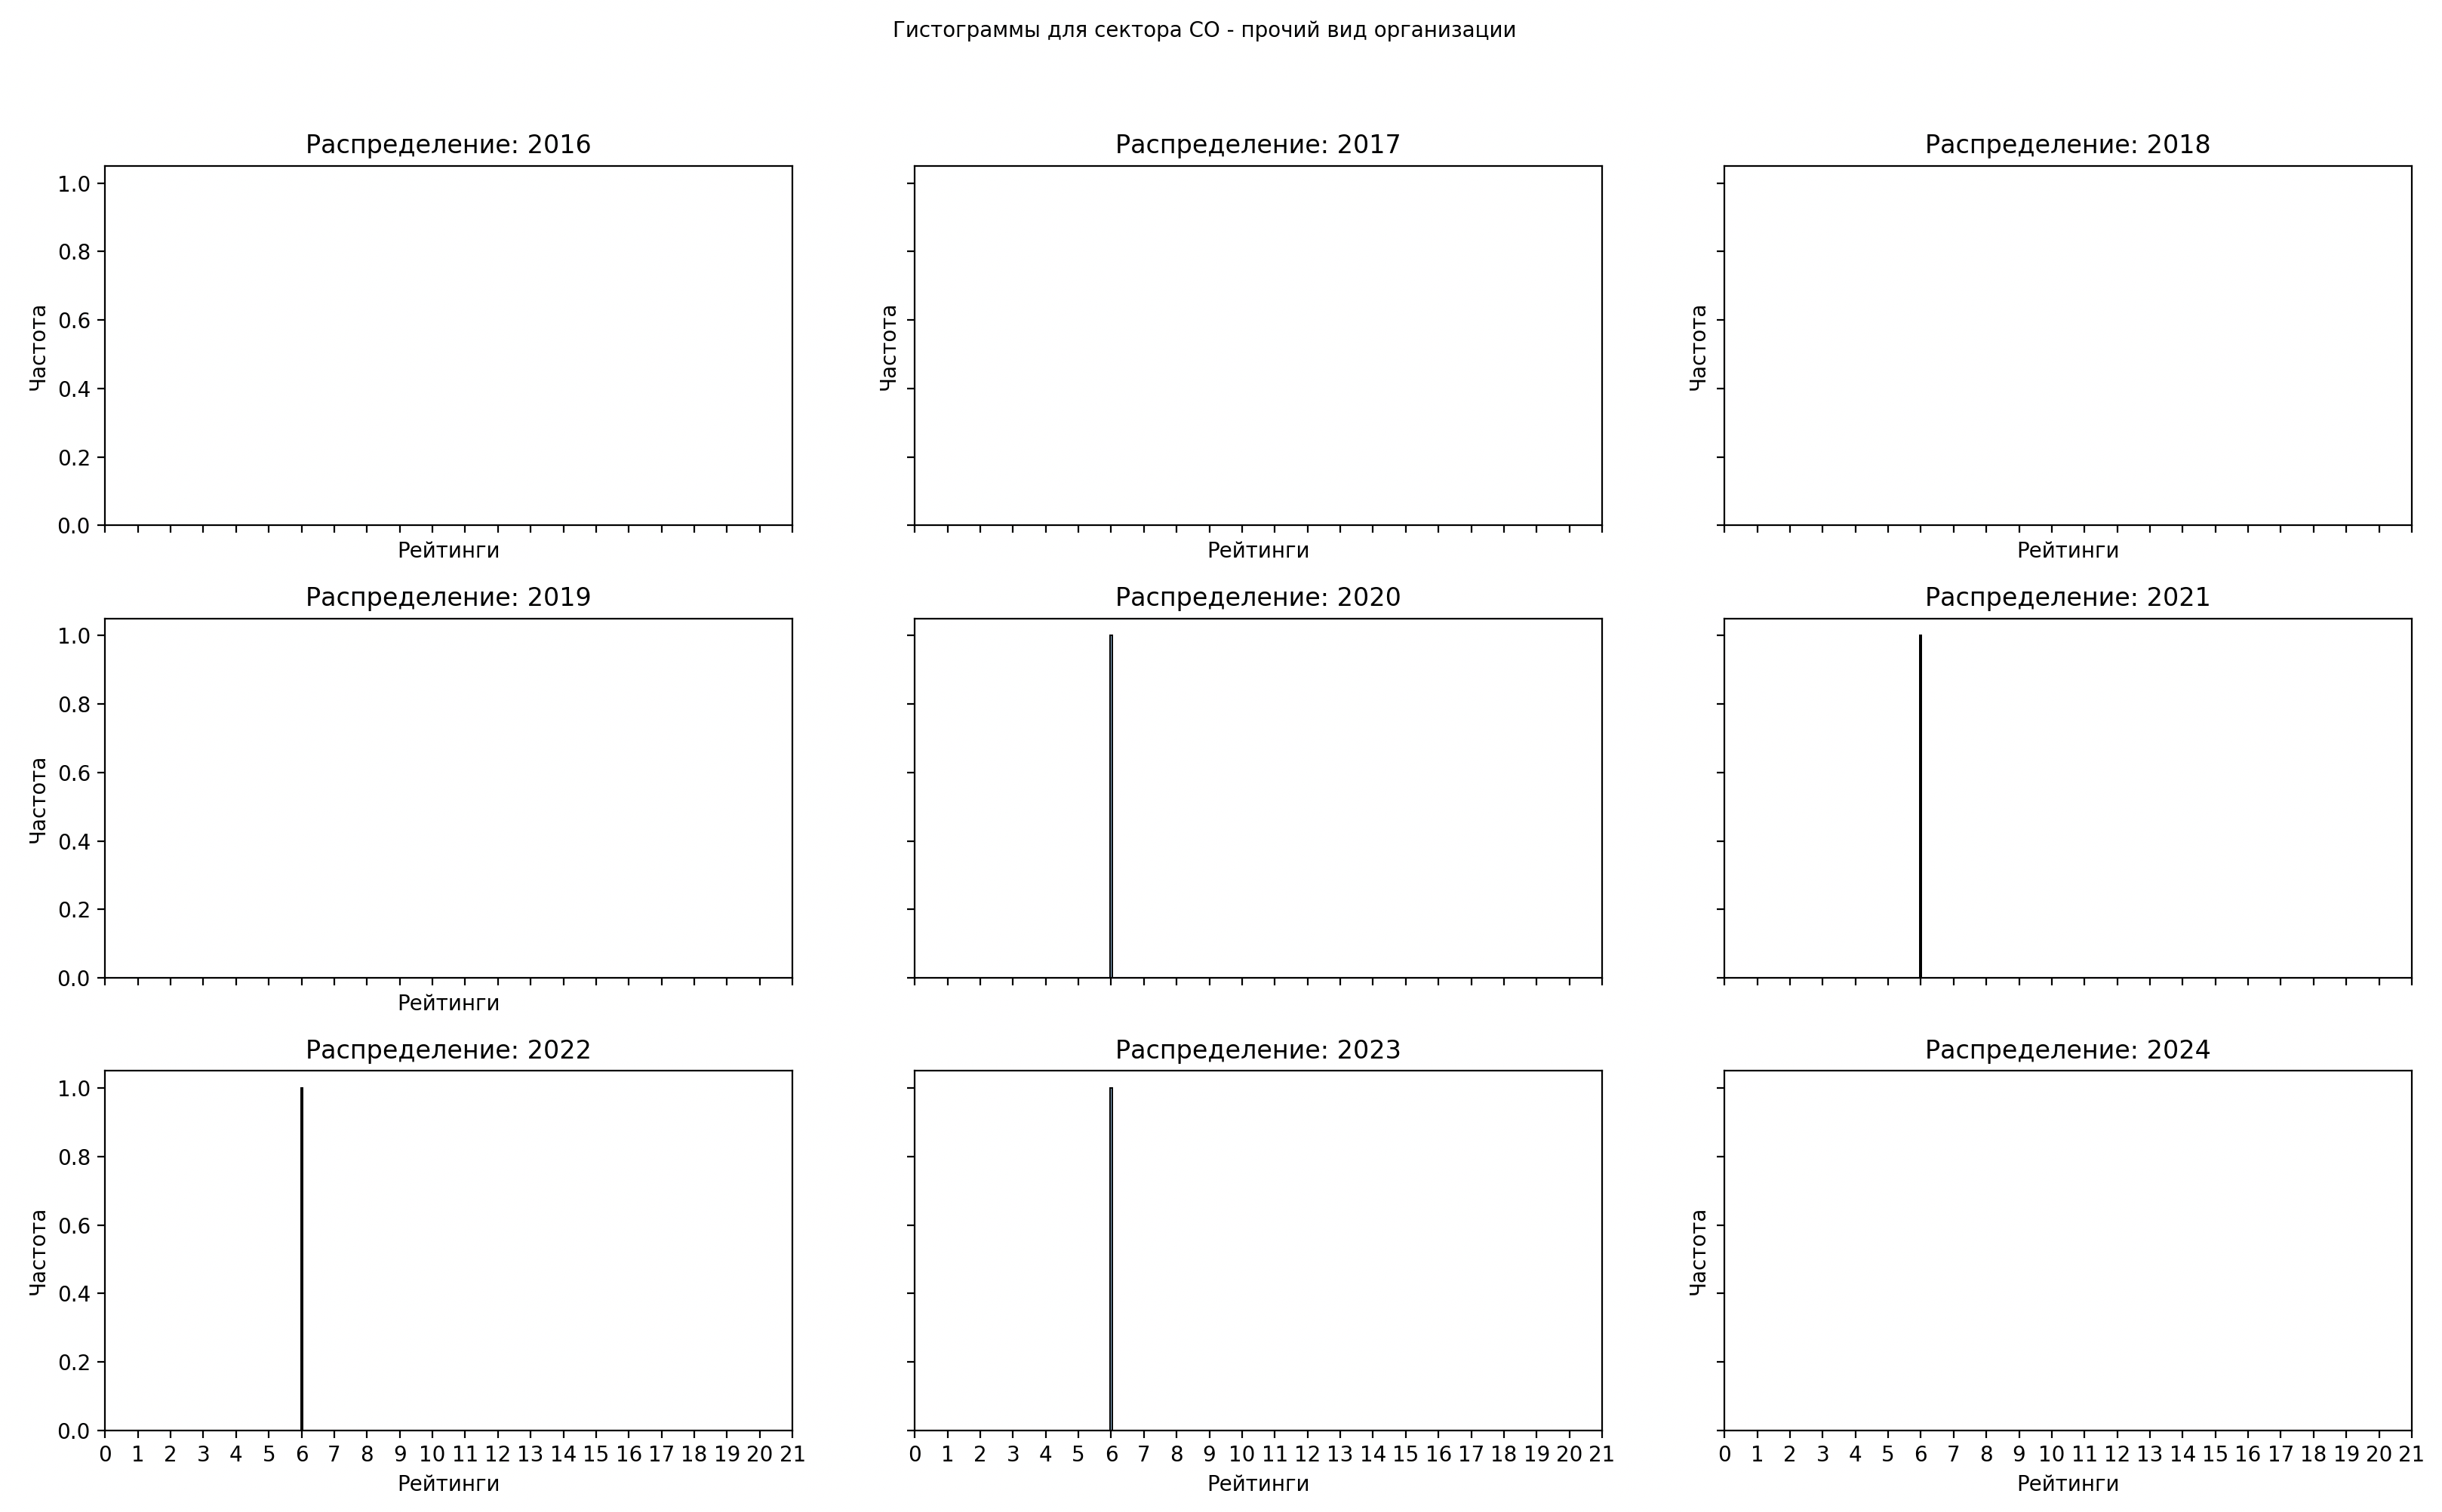 Гистограммы для сектора СО - прочий вид организации
Распределение: 2016
Распределение: 2017
Распределение: 2018
1.0
0.8
0.6
0.4
0.2
0.0
Частота
Частота
Частота
Рейтинги
Рейтинги
Рейтинги
Распределение: 2019
Распределение: 2020
Распределение: 2021
1.0
0.8
0.6
0.4
0.2
0.0
Частота
Рейтинги
Распределение: 2022
Распределение: 2023
Распределение: 2024
1.0
0.8
0.6
0.4
0.2
0.0
Частота
Частота
0 1 2 3 4 5 6 7 8 9 10 11 12 13 14 15 16 17 18 19 20 21
0 1 2 3 4 5 6 7 8 9 10 11 12 13 14 15 16 17 18 19 20 21
0 1 2 3 4 5 6 7 8 9 10 11 12 13 14 15 16 17 18 19 20 21
Рейтинги
Рейтинги
Рейтинги